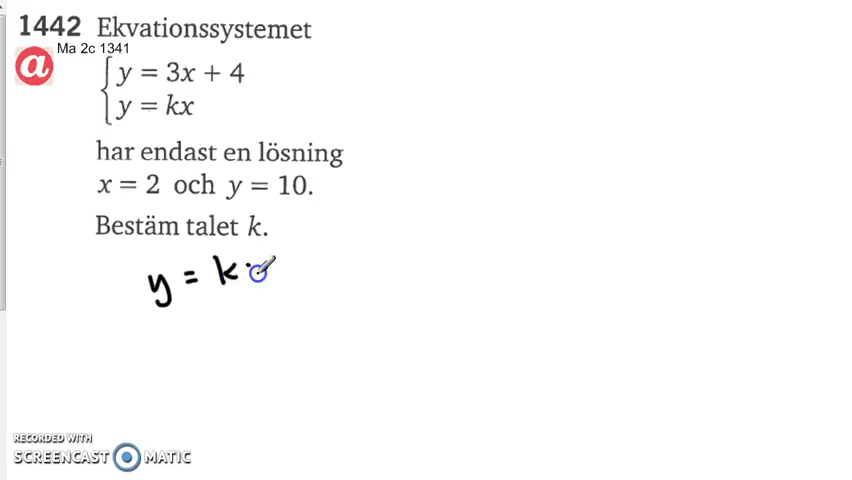 1442 Ekvationssystemet
Ma 2c 1341
a
y = 3x + 4
y = kx
har endast en lösning
x = 2 och y = 10.
Bestäm talet k.
y = k
RECORDED WITH
SCREENCAST MATIC